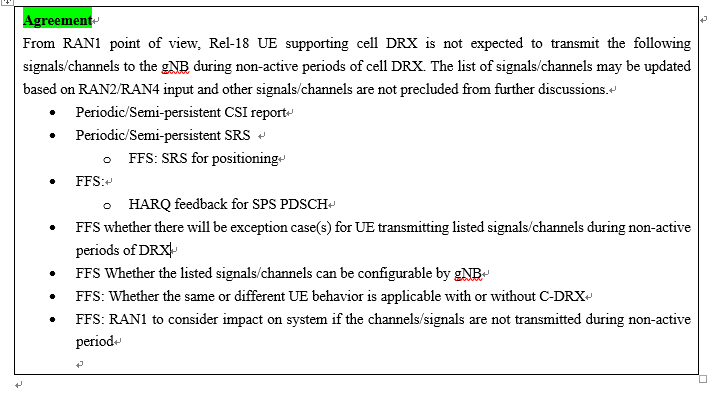 Agreement
From RAN1 point of view, Rel-18 UE supporting cell DRX is not expected to transmit the following
signals/channels to the gNB during non-active periods of cell DRX. The list of signals/channels may be updated
based on RAN2/RAN4 input and other signals/channels are not precluded from further discussions.
• Periodic/Semi-persistent CSI report
• Periodic/Semi-persistent SRS
o FFS: SRS for positioning
• FFS:
o HARQ feedback for SPS PDSCH
• FFS whether there will be exception case(s) for UE transmitting listed signals/channels during non-active
periods of DRX
• FFS Whether the listed signals/channels can be configurable by gNB
• FFS: Whether the same or different UE behavior is applicable with or without C-DRX
• FFS: RAN1 to consider impact on system if the channels/signals are not transmitted during non-active
period